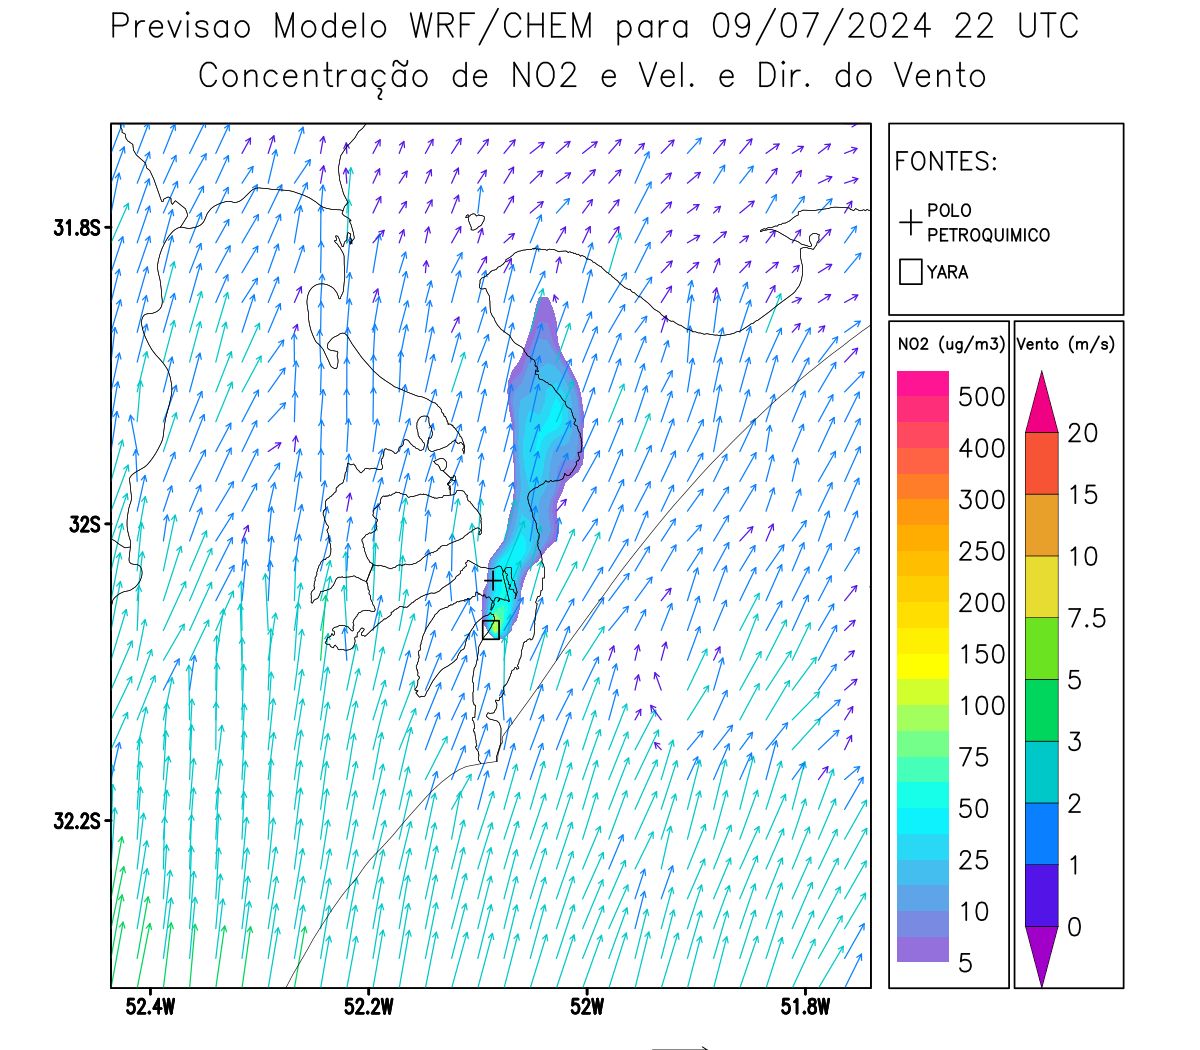 Previsao Modelo WRF/CHEM para 09/07/2024 22 UTC
Concentração de NO2 e Vel. e Dir. do Vento
FONTES:
POLO
PETROQUIMICO
YARA
31.8S
32S
32.2S
52.4W
52.2W
52W
51.8W
NO2 (ug/m3)
500
400
300
250
200
150
100
75
50
25
10
5
Vento (m/s)
20
15
10
7.5
5
3
2
1
0